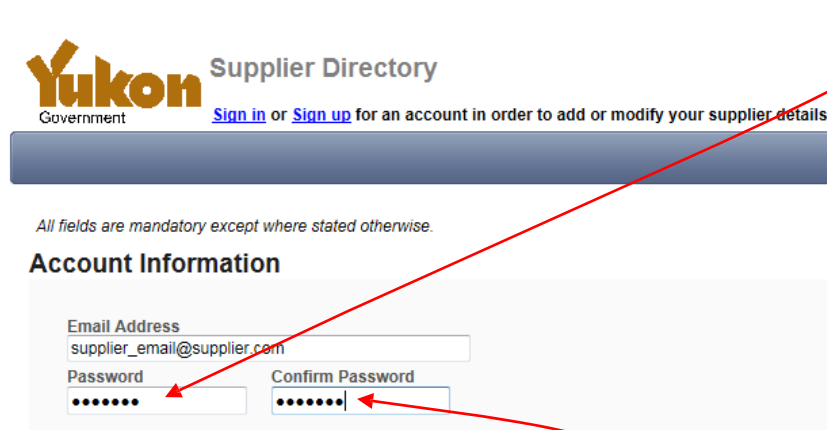 Yukon
Government
Supplier Directory
Sign in or Sign up for an account in order to add or modify your supplier details
All fields are mandatory except where stated otherwise.
Account Information
Email Address
supplier_email@supplier.com
Password Confirm Password
••••••• •••••••